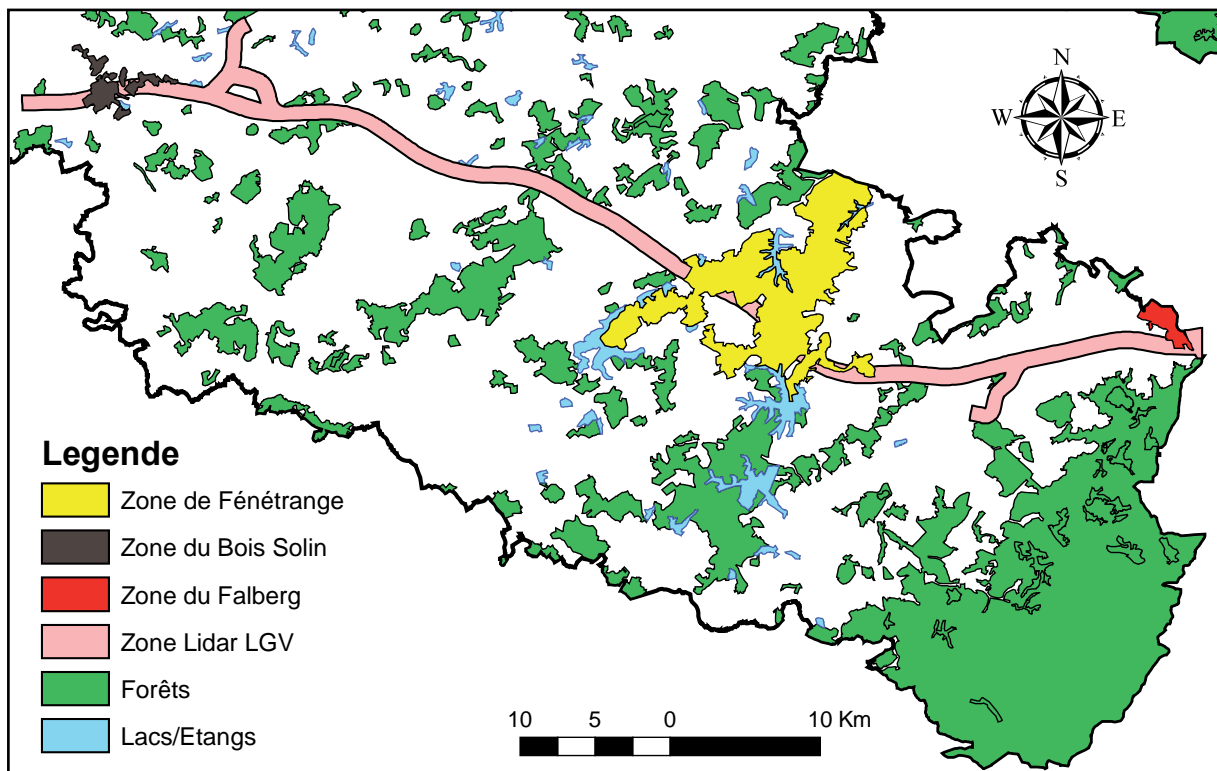 N
W E
S
Legende
Zone de Fénétrange
Zone du Bois Solin
Zone du Falberg
Zone Lidar LGV
Forêts
Lacs/Etangs
10 5 0 10 Km